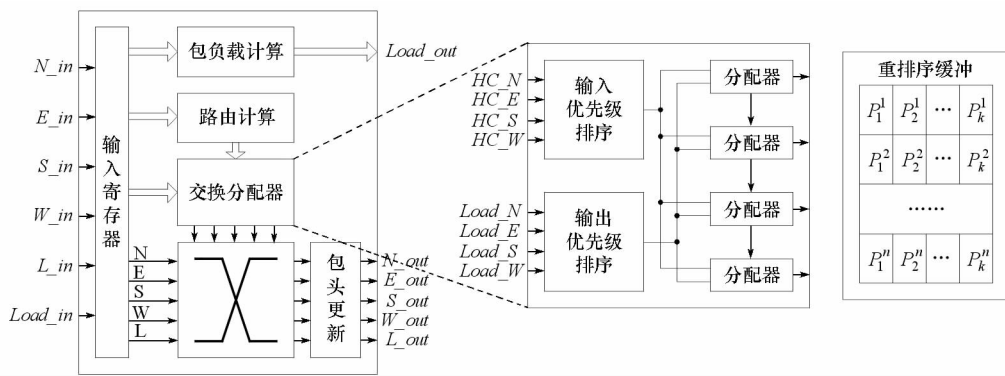 N_in
E_in
S_in
W_in
L_in
Load_in
输入寄存器
包负载计算
Load_out
路由计算
交换分配器
N
E
S
W
L
包头更新
N_out
E_out
S_out
W_out
L_out
HC_N
HC_E
HC_S
HC_W
输入
优先级
排序
Load_N
Load_E
Load_S
Load_W
输出
优先级
排序
分配器
分配器
分配器
分配器
重排序缓冲
P_1^1 P_2^1 … P_k^1
P_1^2 P_2^2 … P_k^2
……
P_1^n P_2^n … P_k^n